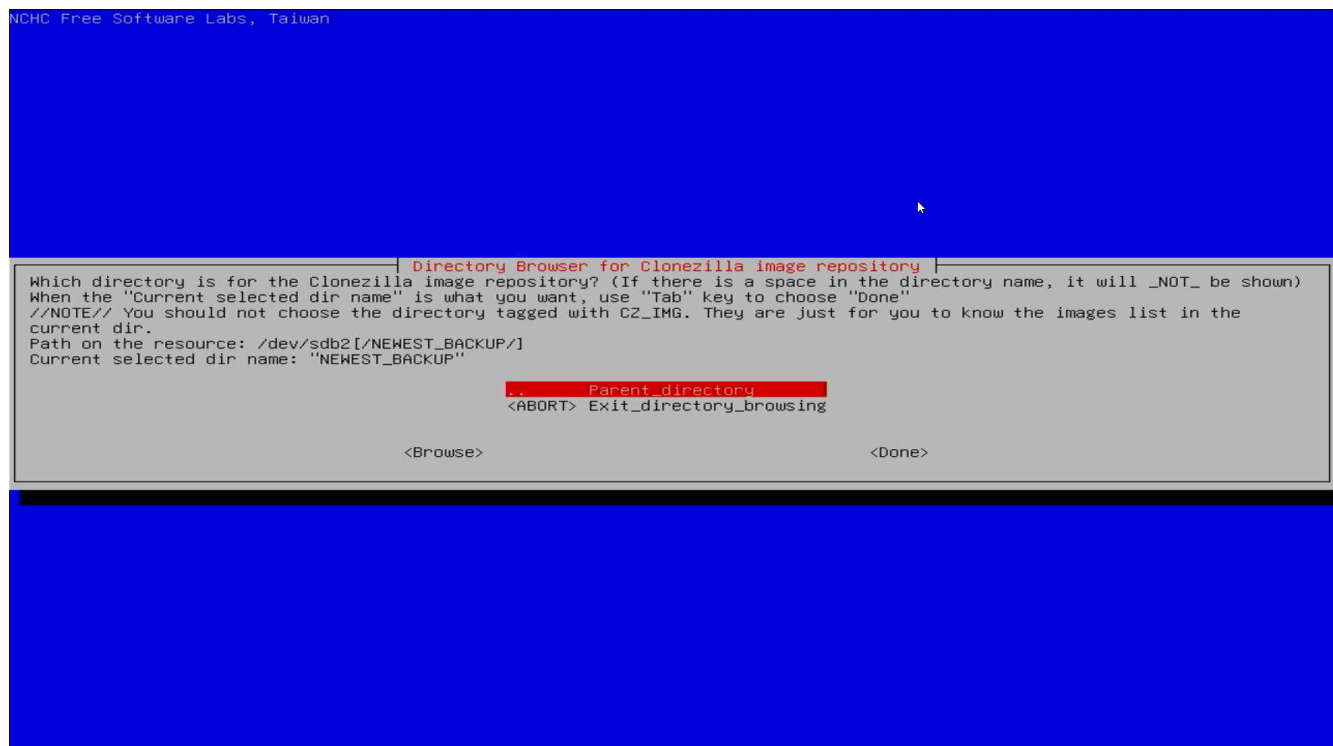 NCHC Free Software Labs, Taiwan
Directory Browser for Clonezilla image repository
Which directory is for the Clonezilla image repository? (If there is a space in the directory name, it will _NOT_ be shown)
When the "Current selected dir name" is what you want, use "Tab" key to choose "Done"
//NOTE// You should not choose the directory tagged with CZ_IMG. They are just for you to know the images list in the
current dir.
Path on the resource: /dev/sdb2[/NEWEST_BACKUP/]
Current selected dir name: "NEWEST_BACKUP"
.. Parent_directory
<ABORT> Exit_directory_browsing
<Browse> <Done>